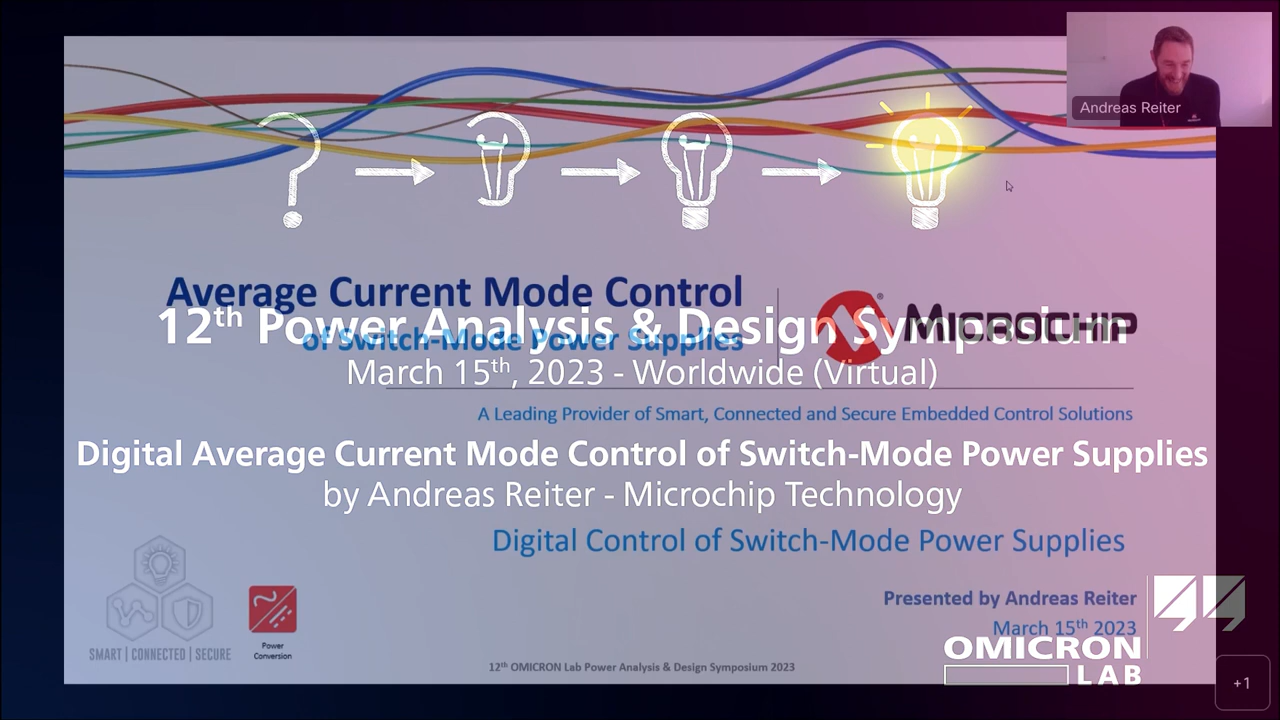 Andreas Reiter
Average Current Mode Control
12th Power Analysis & Design Symposium
of Switch-Mode Power Supplies
MICROCHIP
March 15th, 2023 - Worldwide (Virtual)
A Leading Provider of Smart, Connected and Secure Embedded Control Solutions
Digital Average Current Mode Control of Switch-Mode Power Supplies
by Andreas Reiter - Microchip Technology
Digital Control of Switch-Mode Power Supplies
Presented by Andreas Reiter
March 15th 2023
SMART | CONNECTED | SECURE
Power
Conversion
12th OMICRON Lab Power Analysis & Design Symposium 2023
OMICRON
LAB
+1